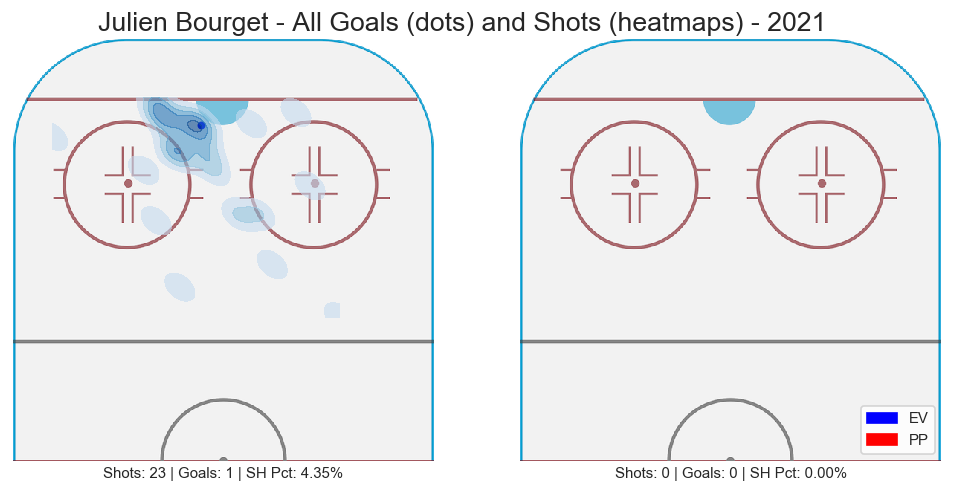 Julien Bourget - All Goals (dots) and Shots (heatmaps) - 2021
EV
PP
Shots: 23 | Goals: 1 | SH Pct: 4.35%
Shots: 0 | Goals: 0 | SH Pct: 0.00%